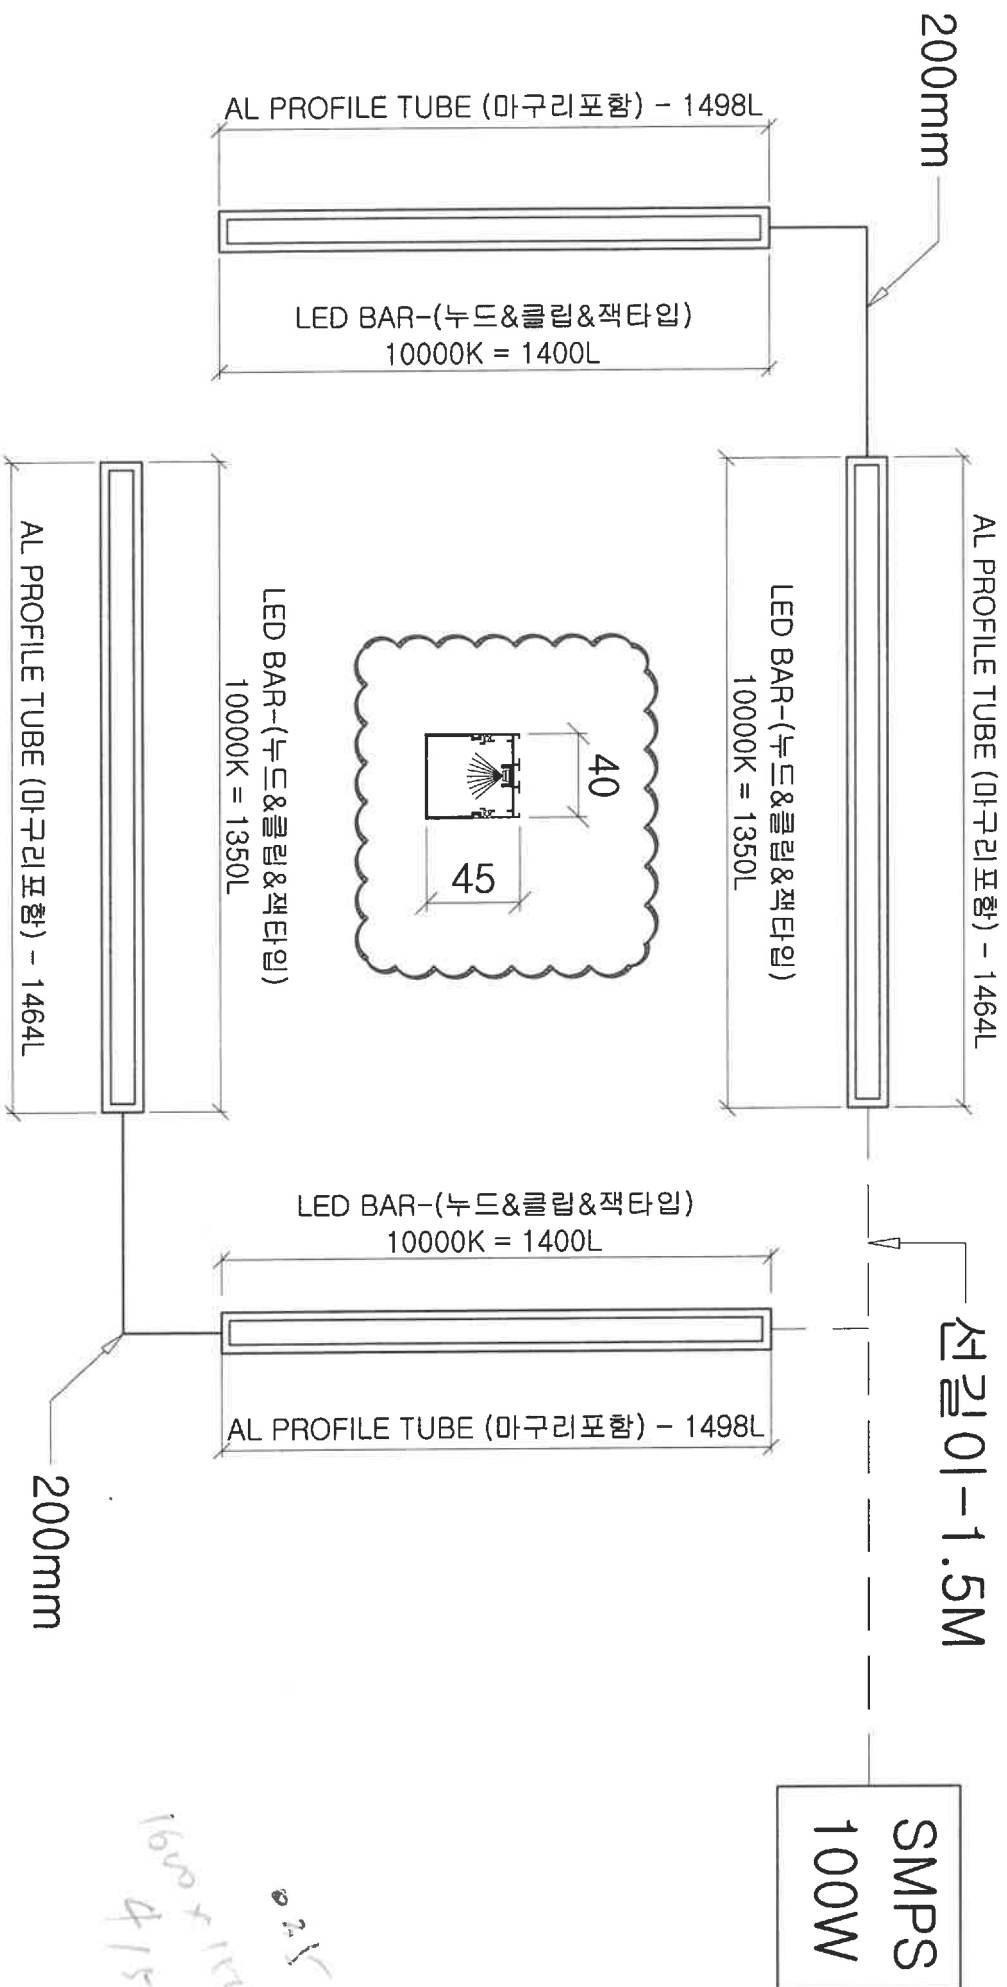 200mm
AL PROFILE TUBE (마구리포함) - 1498L
LED BAR-(누드&클립&잭타입)
10000K = 1400L
AL PROFILE TUBE (마구리포함) - 1464L
LED BAR-(누드&클립&잭타입)
10000K = 1350L
40
45
LED BAR-(누드&클립&잭타입)
10000K = 1350L
AL PROFILE TUBE (마구리포함) - 1464L
LED BAR-(누드&클립&잭타입)
10000K = 1400L
AL PROFILE TUBE (마구리포함) - 1498L
200mm
선길이-1.5M
SMPS
100W